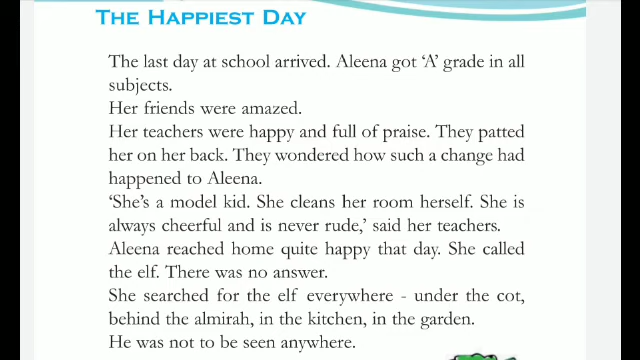 The Happiest Day
The last day at school arrived. Aleena got ‘A’ grade in all
subjects.
Her friends were amazed.
Her teachers were happy and full of praise. They patted
her on her back. They wondered how such a change had
happened to Aleena.
‘She’s a model kid. She cleans her room herself. She is
always cheerful and is never rude,’ said her teachers.
Aleena reached home quite happy that day. She called
the elf. There was no answer.
She searched for the elf everywhere - under the cot,
behind the almirah, in the kitchen, in the garden.
He was not to be seen anywhere.